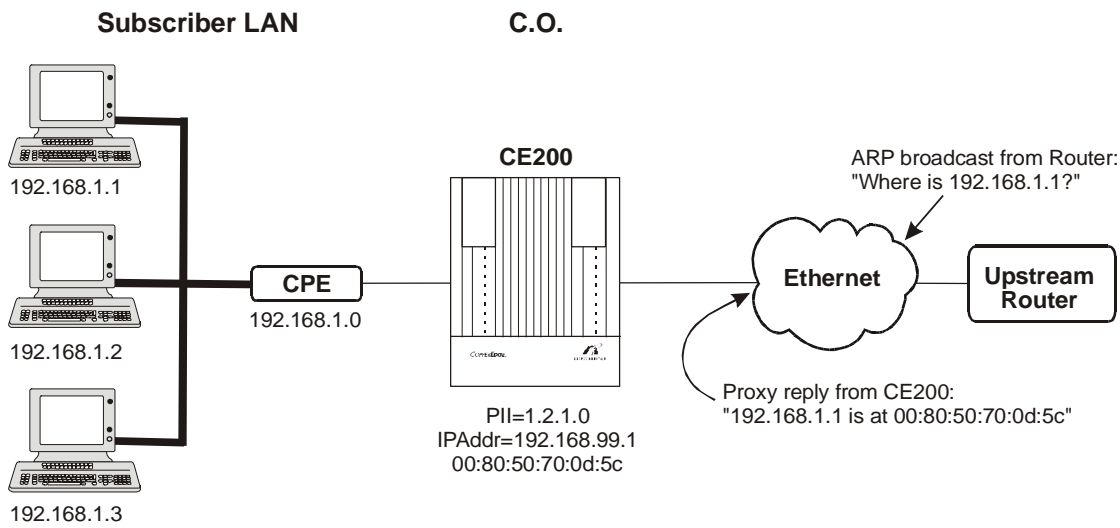 Subscriber LAN
C.O.
192.168.1.1
192.168.1.2
192.168.1.3
CPE
192.168.1.0
CE200
COPPEREDGE
PII=1.2.1.0
IPAddr=192.168.99.1
00:80:50:70:0d:5c
ARP broadcast from Router:
"Where is 192.168.1.1?"
Ethernet
Upstream
Router
Proxy reply from CE200:
"192.168.1.1 is at 00:80:50:70:0d:5c"